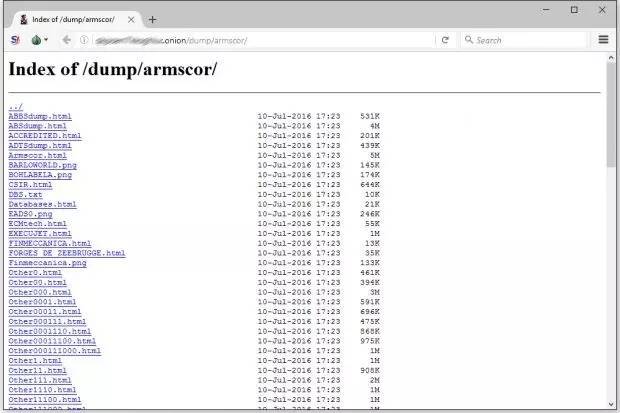 Index of /dump/armscor/
.onion/dump/armscor/
Search
Index of /dump/armscor/
../
ABBSdump.html 10-Jul-2016 17:23 531K
ABSdump.html 10-Jul-2016 17:23 4M
ACCREDITED.html 10-Jul-2016 17:23 201K
ADTSdump.html 10-Jul-2016 17:23 439K
Armscor.html 10-Jul-2016 17:23 5M
BARLOWORLD.png 10-Jul-2016 17:23 145K
BOHLABELA.png 10-Jul-2016 17:23 174K
CSIR.html 10-Jul-2016 17:23 644K
DBS.txt 10-Jul-2016 17:23 10K
Databases.html 10-Jul-2016 17:23 21K
EADS0.png 10-Jul-2016 17:23 246K
ECMtech.html 10-Jul-2016 17:23 55K
EXECUJET.html 10-Jul-2016 17:23 1M
FINMECCANICA.html 10-Jul-2016 17:23 13K
FORGES DE ZEEBRUGGE.html 10-Jul-2016 17:23 35K
Finmeccanica.png 10-Jul-2016 17:23 133K
Other0.html 10-Jul-2016 17:23 461K
Other00.html 10-Jul-2016 17:23 394K
Other000.html 10-Jul-2016 17:23 3M
Other0001.html 10-Jul-2016 17:23 591K
Other00011.html 10-Jul-2016 17:23 696K
Other000111.html 10-Jul-2016 17:23 475K
Other0001110.html 10-Jul-2016 17:23 868K
Other00011100.html 10-Jul-2016 17:23 975K
Other000111000.html 10-Jul-2016 17:23 1M
Other1.html 10-Jul-2016 17:23 1M
Other11.html 10-Jul-2016 17:23 908K
Other111.html 10-Jul-2016 17:23 2M
Other1110.html 10-Jul-2016 17:23 1M
Other11100.html 10-Jul-2016 17:23 1M
Other111000.html 10-Jul-2016 17:23 1M